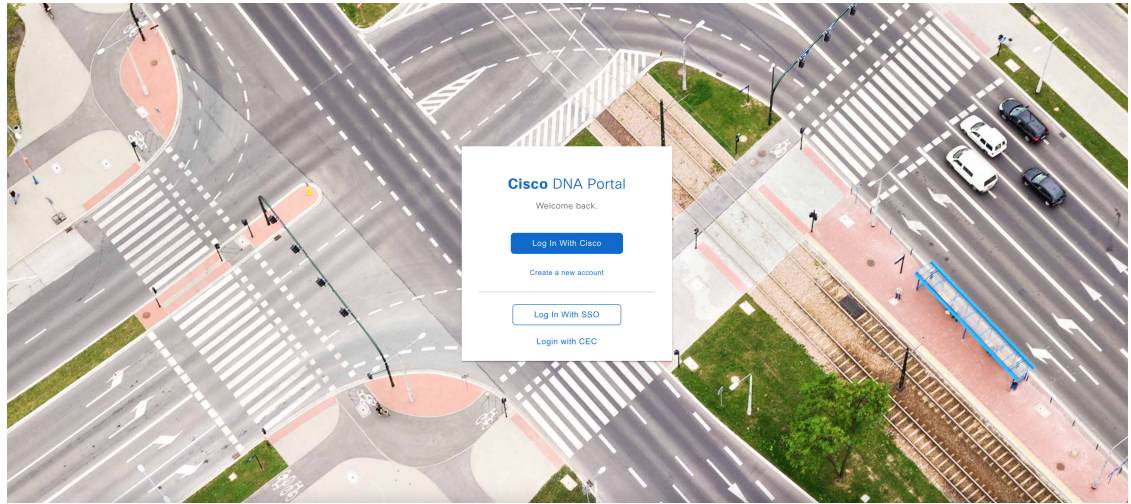 Cisco DNA Portal
Welcome back.
Log In With Cisco
Create a new account
Log In With SSO
Login with CEC